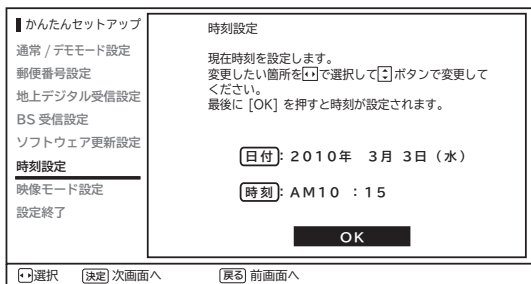 かんたんセットアップ
通常 / デモモード設定
郵便番号設定
地上デジタル受信設定
BS 受信設定
ソフトウェア更新設定
時刻設定
映像モード設定
設定終了
時刻設定
現在時刻を設定します。
変更したい箇所を で選択して ボタンで変更して
ください。
最後に [OK] を押すと時刻が設定されます。
日付: 2010年 3月 3日 (水)
時刻: AM10 : 15
OK
選択 決定 次画面へ 戻る 前画面へ